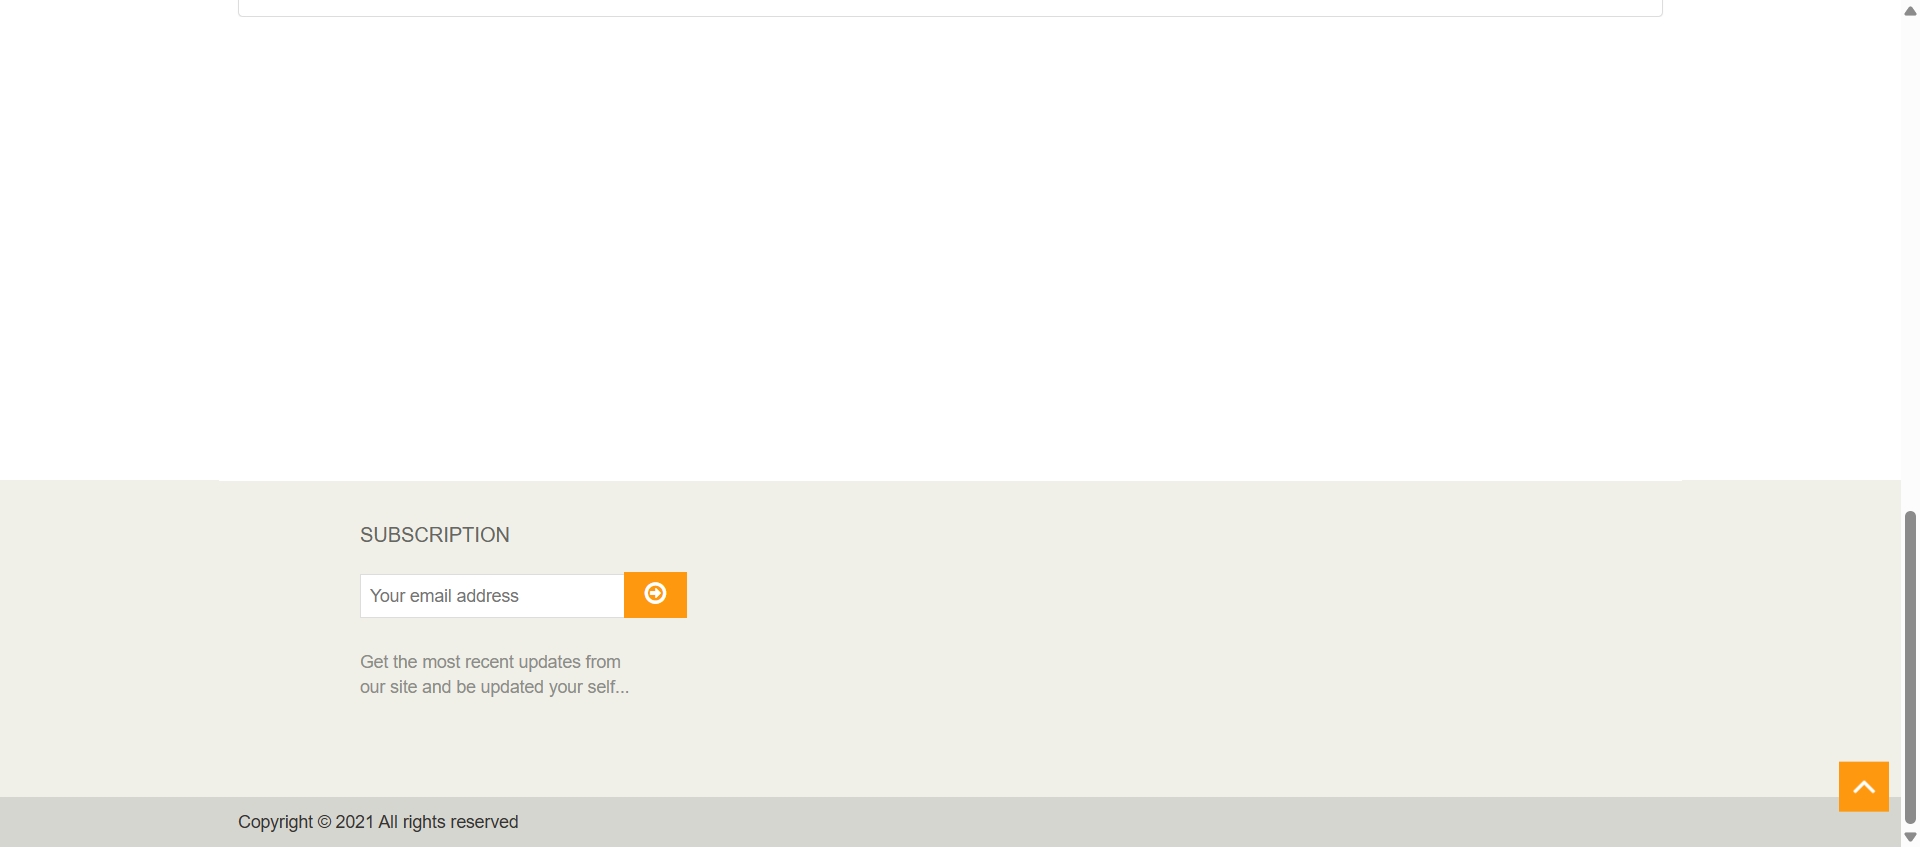 SUBSCRIPTION
Your email address
Get the most recent updates from
our site and be updated your self...
Copyright © 2021 All rights reserved